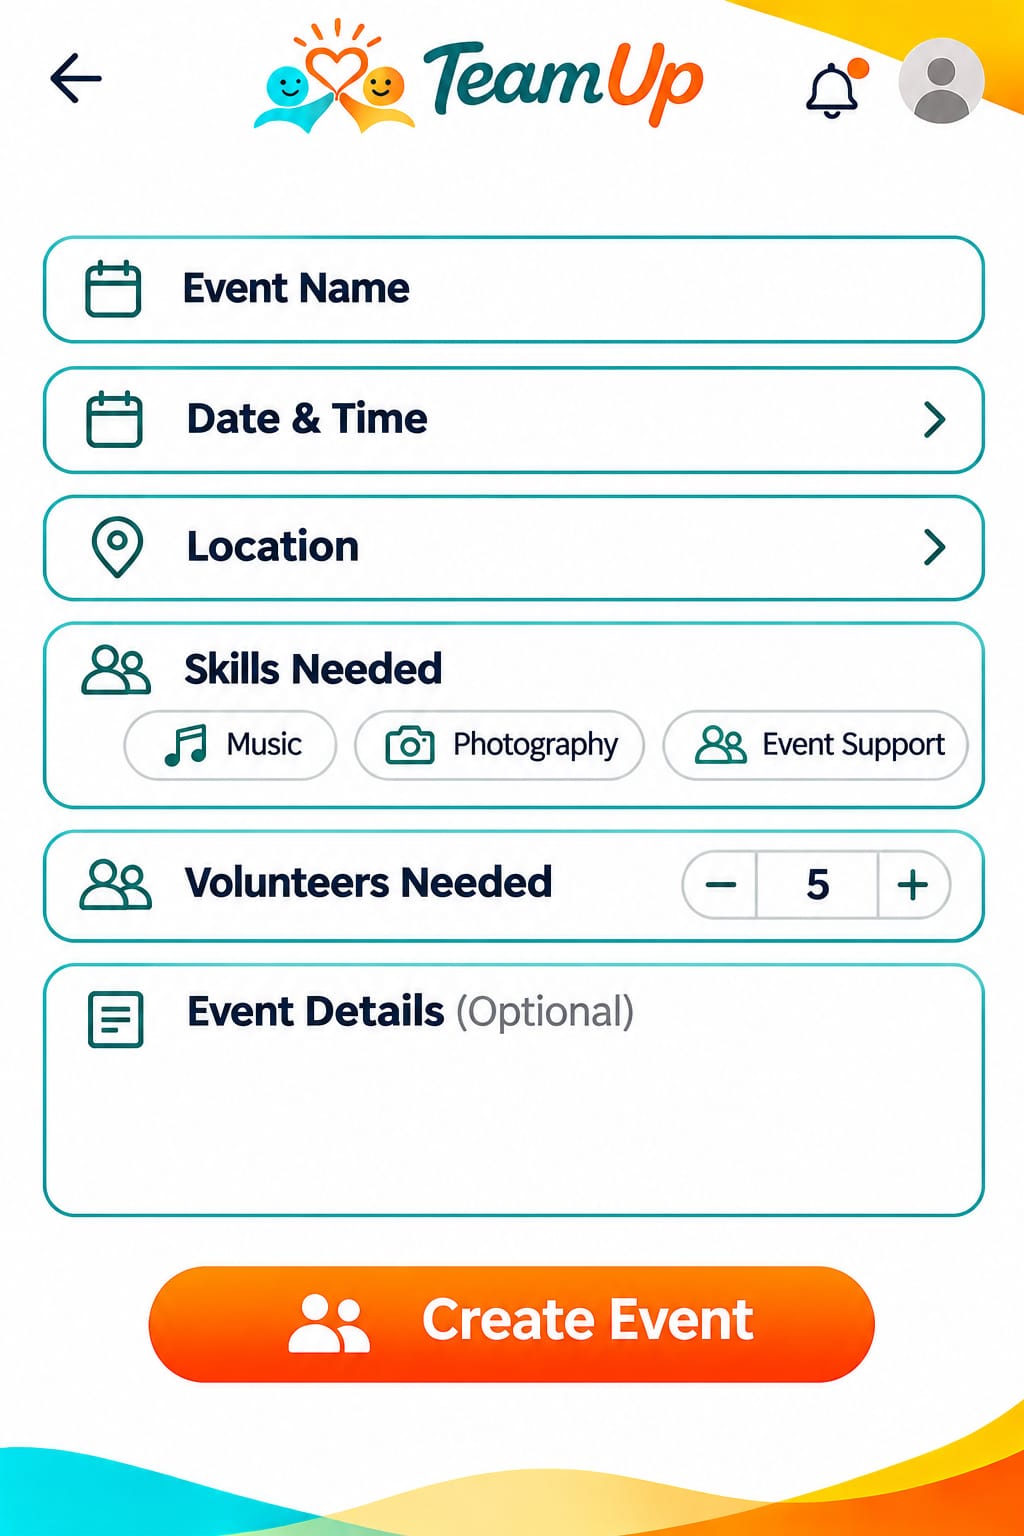 TeamUp
Event Name
Date & Time
Location
Skills Needed
Music Photography Event Support
Volunteers Needed − 5 +
Event Details (Optional)
Create Event